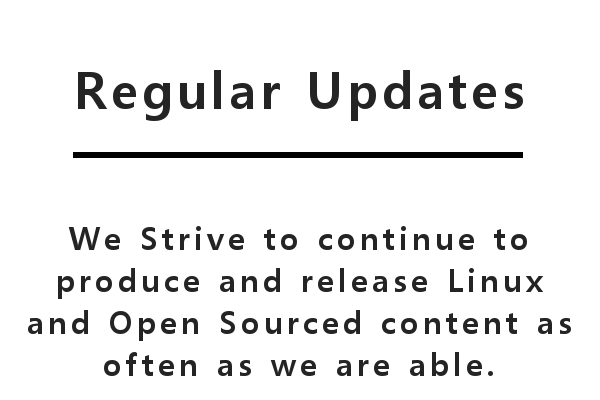 Regular Updates
We Strive to continue to
produce and release Linux
and Open Sourced content as
often as we are able.